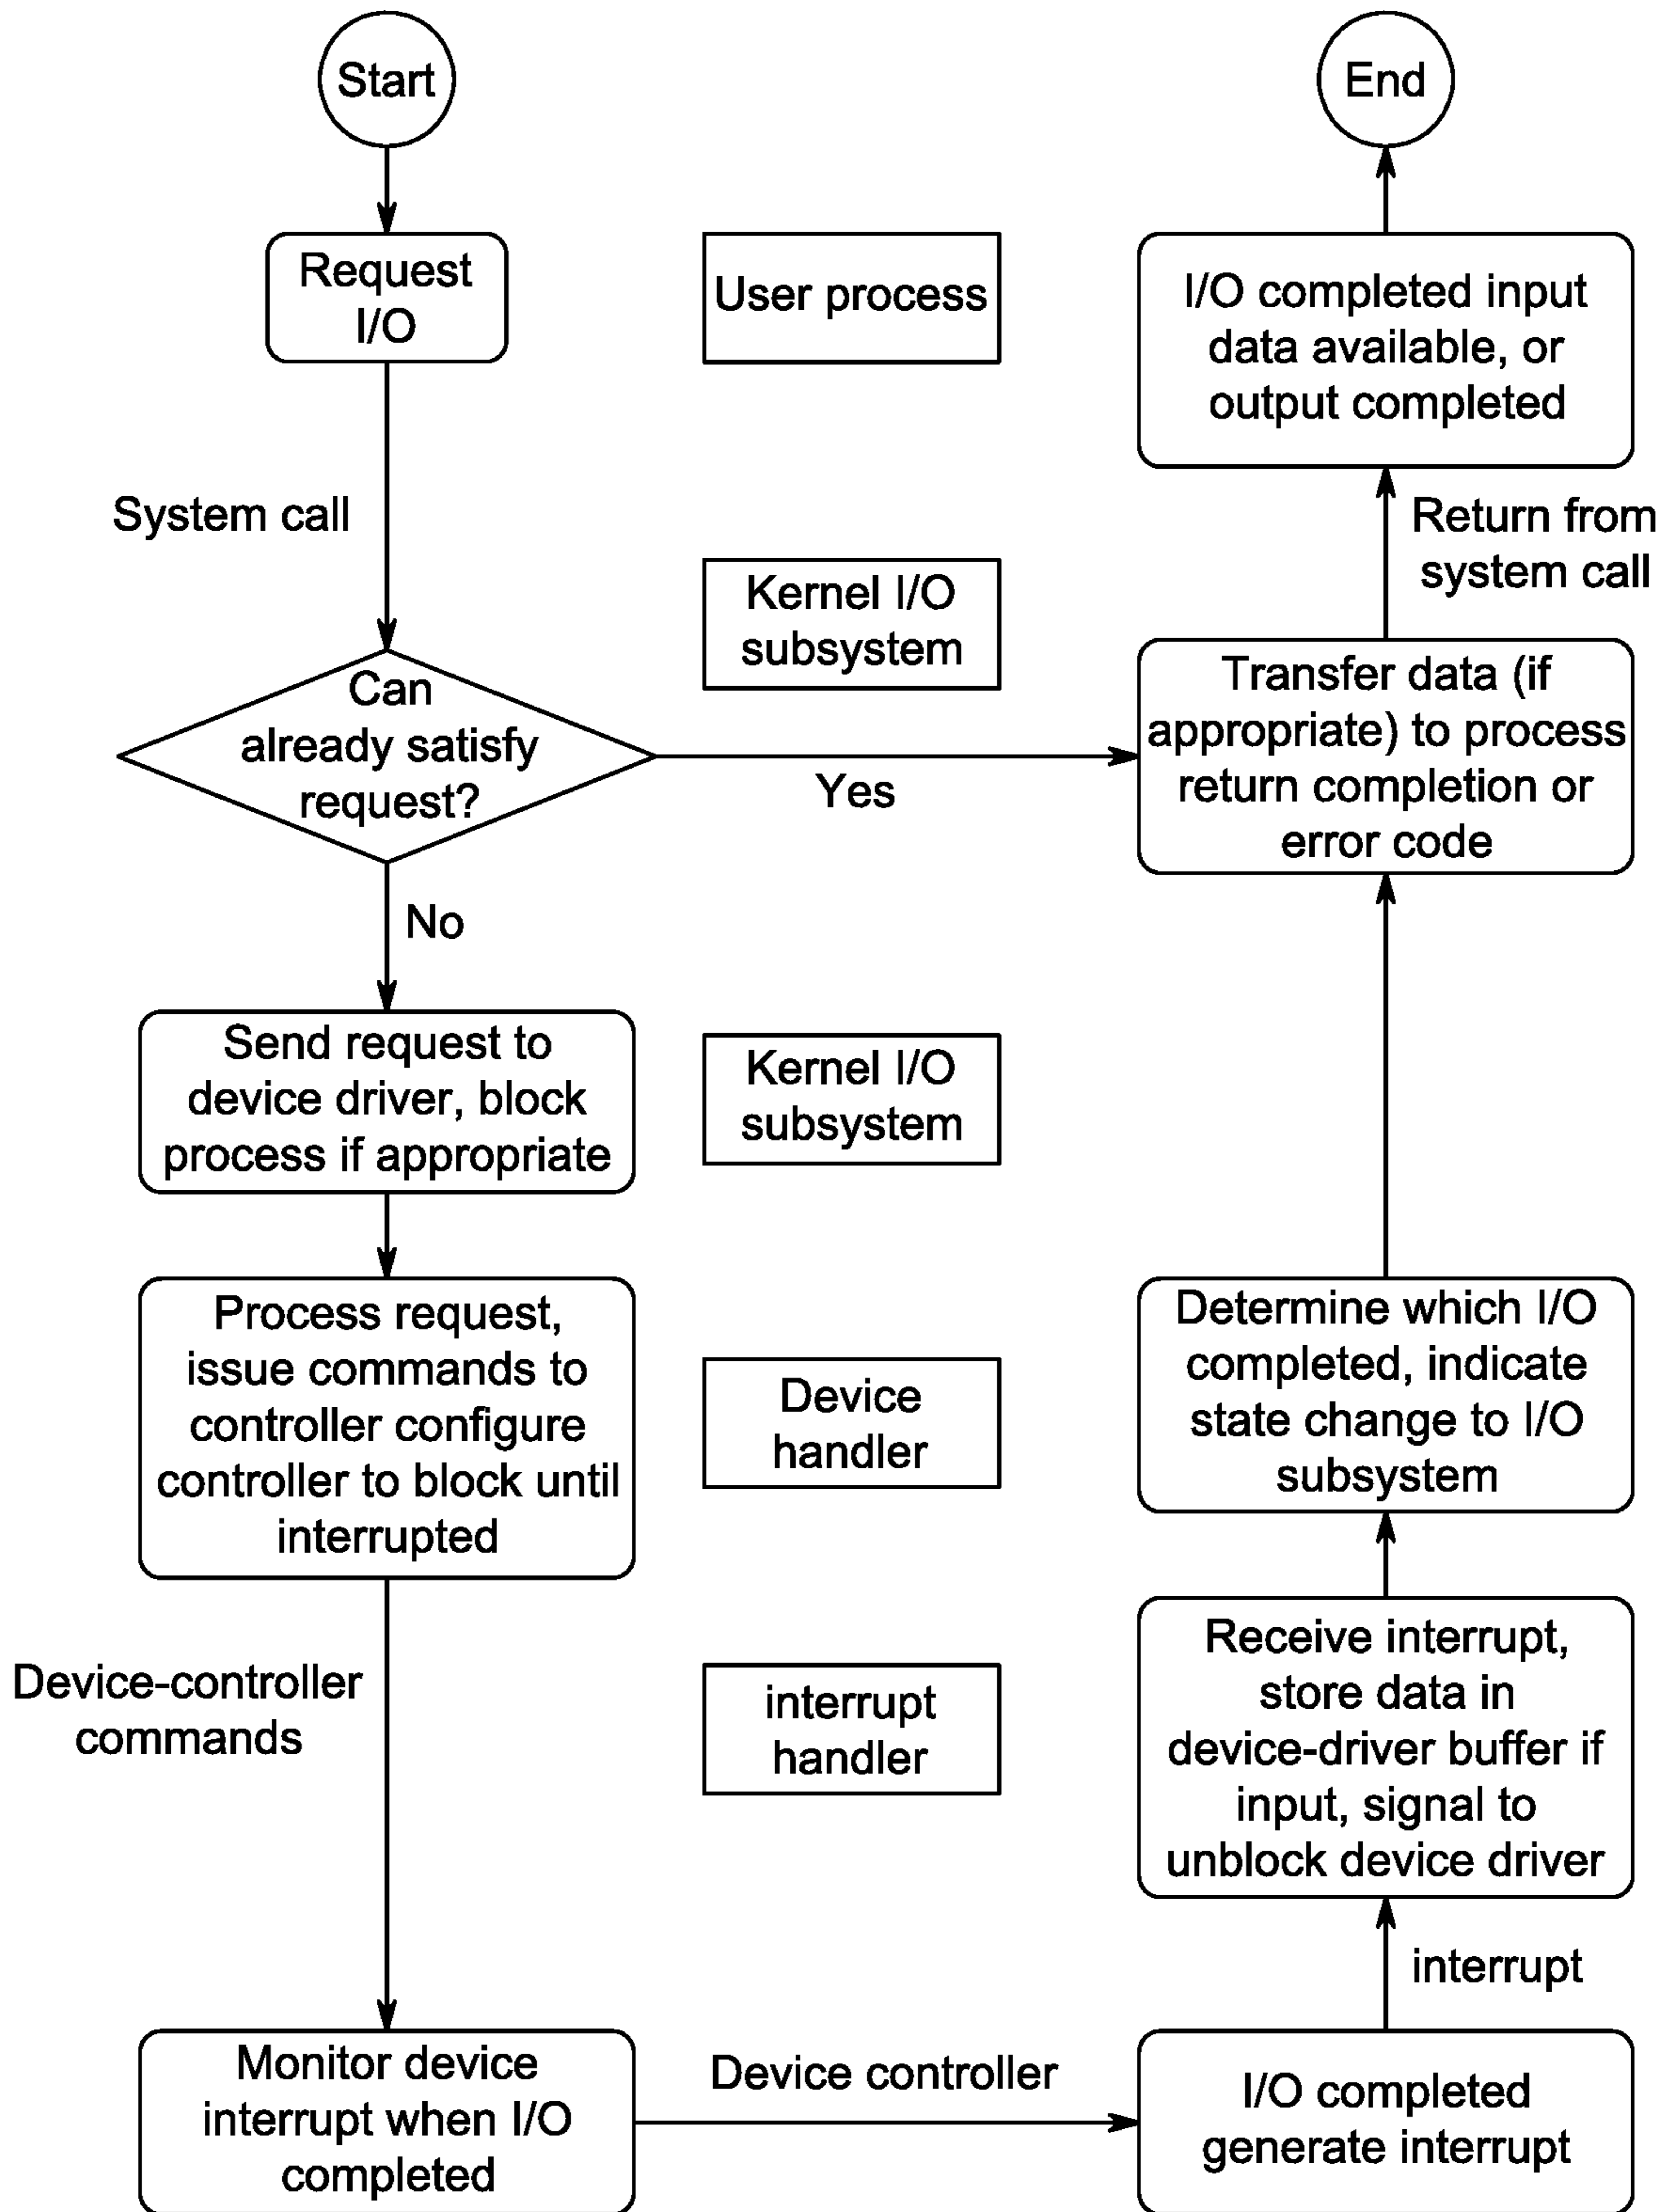 Start
End
Request
I/O
User process
I/O completed input
data available, or
output completed
System call
Return from
system call
Kernel I/O
subsystem
Can
already satisfy
request?
Yes
Transfer data (if
appropriate) to process
return completion or
error code
No
Send request to
device driver, block
process if appropriate
Kernel I/O
subsystem
Process request,
issue commands to
controller configure
controller to block until
interrupted
Device
handler
Determine which I/O
completed, indicate
state change to I/O
subsystem
Device-controller
commands
interrupt
handler
Receive interrupt,
store data in
device-driver buffer if
input, signal to
unblock device driver
interrupt
Monitor device
interrupt when I/O
completed
Device controller
I/O completed
generate interrupt